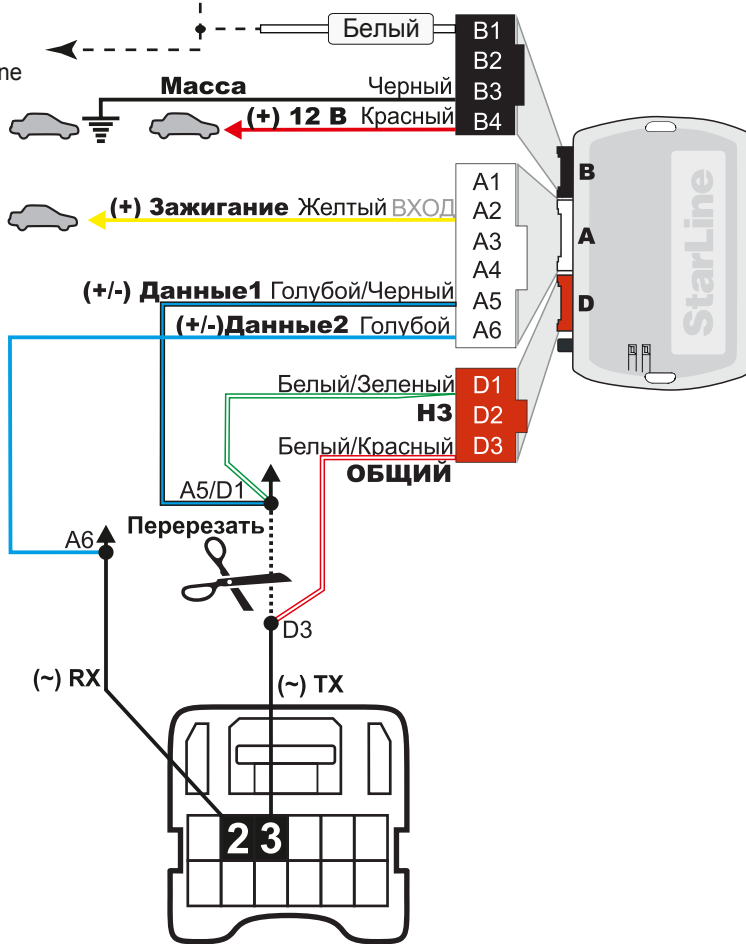 Белый
B1
B2
ne
Масса
Черный
B3
(+) 12 В
Красный
B4
B
A
D
StarLine
A1
(+) Зажигание
Желтый
ВХОД
A2
A3
A4
(+/-) Данные1
Голубой/Черный
A5
(+/-)Данные2
Голубой
A6
Белый/Зеленый
D1
НЗ
D2
Белый/Красный
D3
ОБЩИЙ
A5/D1
Перерезать
A6
D3
(~) RX
(~) TX
2 3